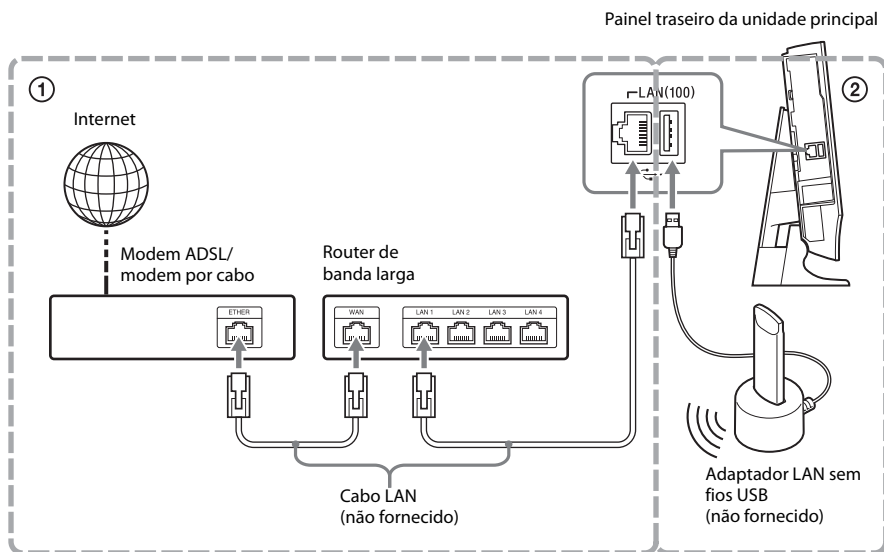 Painel traseiro da unidade principal
①
②
LAN(100)
Internet
Modem ADSL/
modem por cabo
Router de
banda larga
ETHER
WAN
LAN 1
LAN 2
LAN 3
LAN 4
Cabo LAN
(não fornecido)
Adaptador LAN sem
fios USB
(não fornecido)